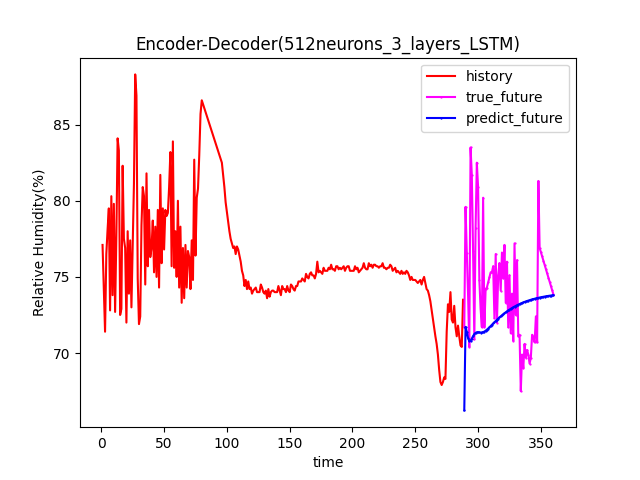 Encoder-Decoder(512neurons_3_layers_LSTM)
history
true_future
predict_future
Relative Humidity(%)
85
80
75
70
0 50 100 150 200 250 300 350
time